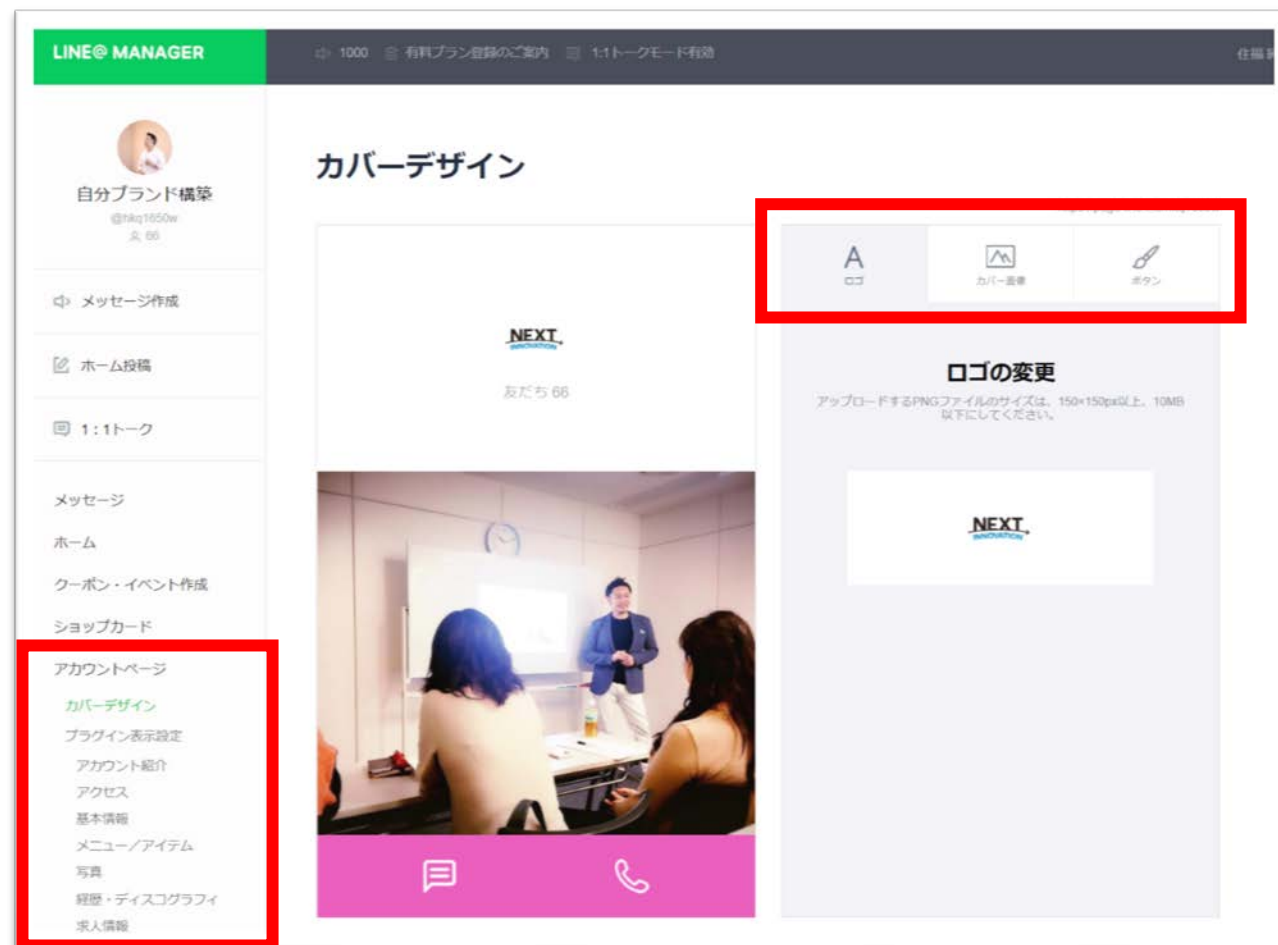 LINE@ MANAGER
1000 有料プラン登録のご案内 1:1トークモード有効
自分ブランド構築
@hkq1650w
66
メッセージ作成
ホーム投稿
1:1トーク
メッセージ
ホーム
クーポン・イベント作成
ショップカード
アカウントページ
カバーデザイン
プラグイン表示設定
アカウント紹介
アクセス
基本情報
メニュー／アイテム
写真
経歴・ディスコグラフィ
求人情報
カバーデザイン
NEXT
INNOVATION
友だち 66
A
ロゴ
カバー画像
ボタン
ロゴの変更
アップロードするPNGファイルのサイズは、150×150px以上、10MB
以下にしてください。
NEXT
INNOVATION